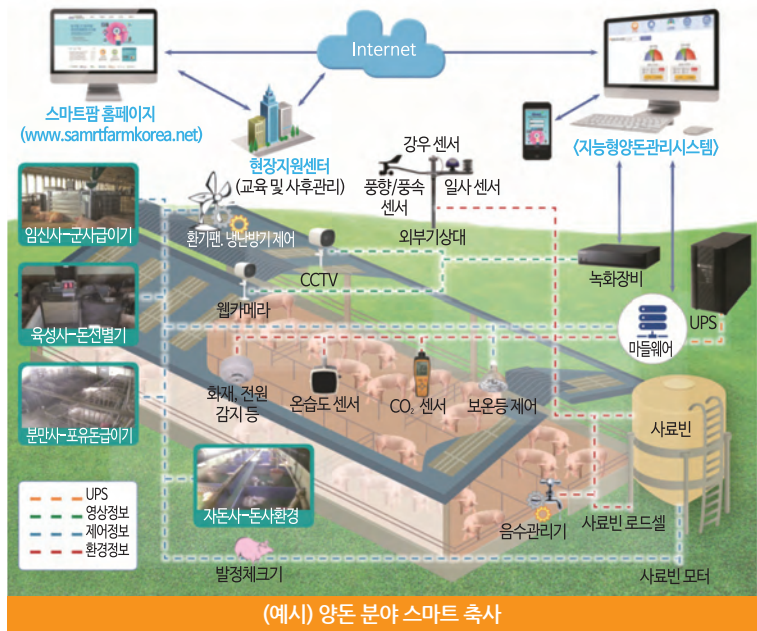 Internet
스마트팜 홈페이지
(www.samrtfarmkorea.net)
현장지원센터
(교육 및 사후관리)
<지능형양돈관리시스템>
강우 센서
풍향/풍속
센서
일사 센서
외부기상대
임신사-군사급이기
환기팬, 냉난방기 제어
CCTV
녹화장비
웹카메라
UPS
육성사-돈선별기
마들웨어
화재, 전원
감지 등
온습도 센서
CO₂ 센서
보온등 제어
사료빈
분만사-포유돈급이기
자돈사-돈사환경
UPS
영상정보
제어정보
환경정보
음수관리기
사료빈 로드셀
발정체크기
사료빈 모터
(예시) 양돈 분야 스마트 축사